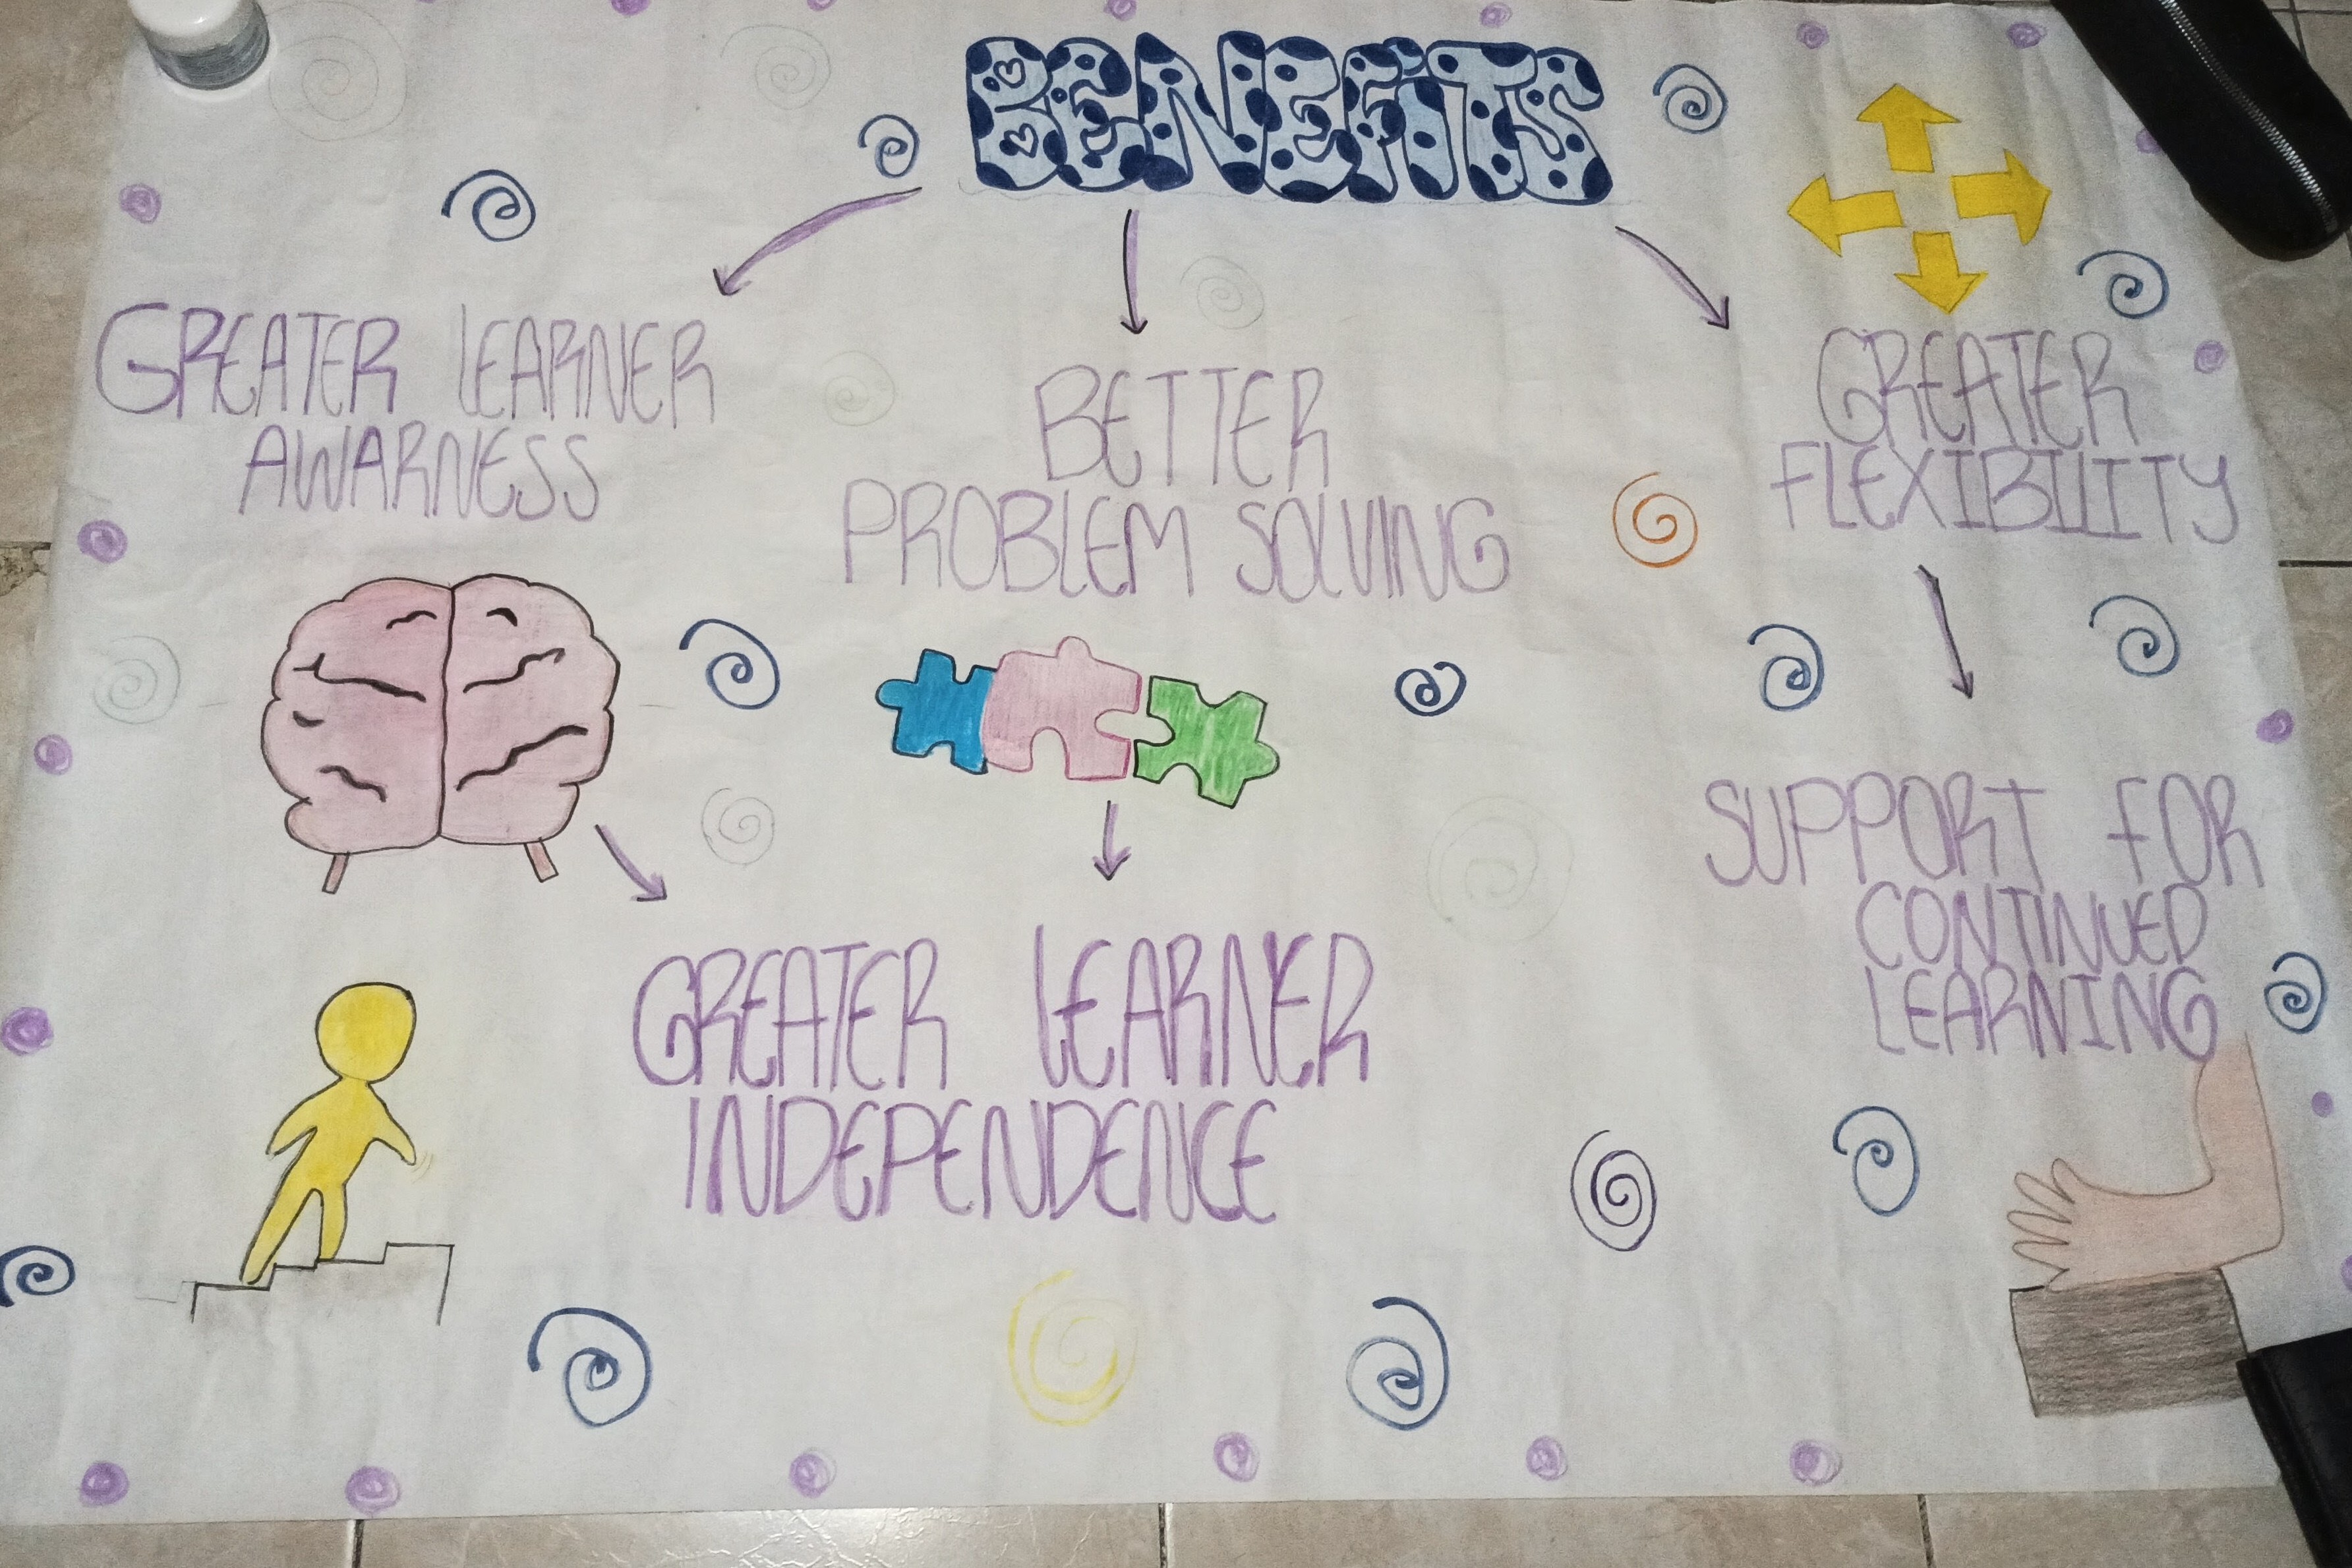 BENEFITS
GREATER LEARNER
AWARNESS
BETTER
PROBLEM SOLVING
GREATER
FLEXIBILITY
GREATER LEARNER
INDEPENDENCE
SUPPORT FOR
CONTINUED
LEARNING